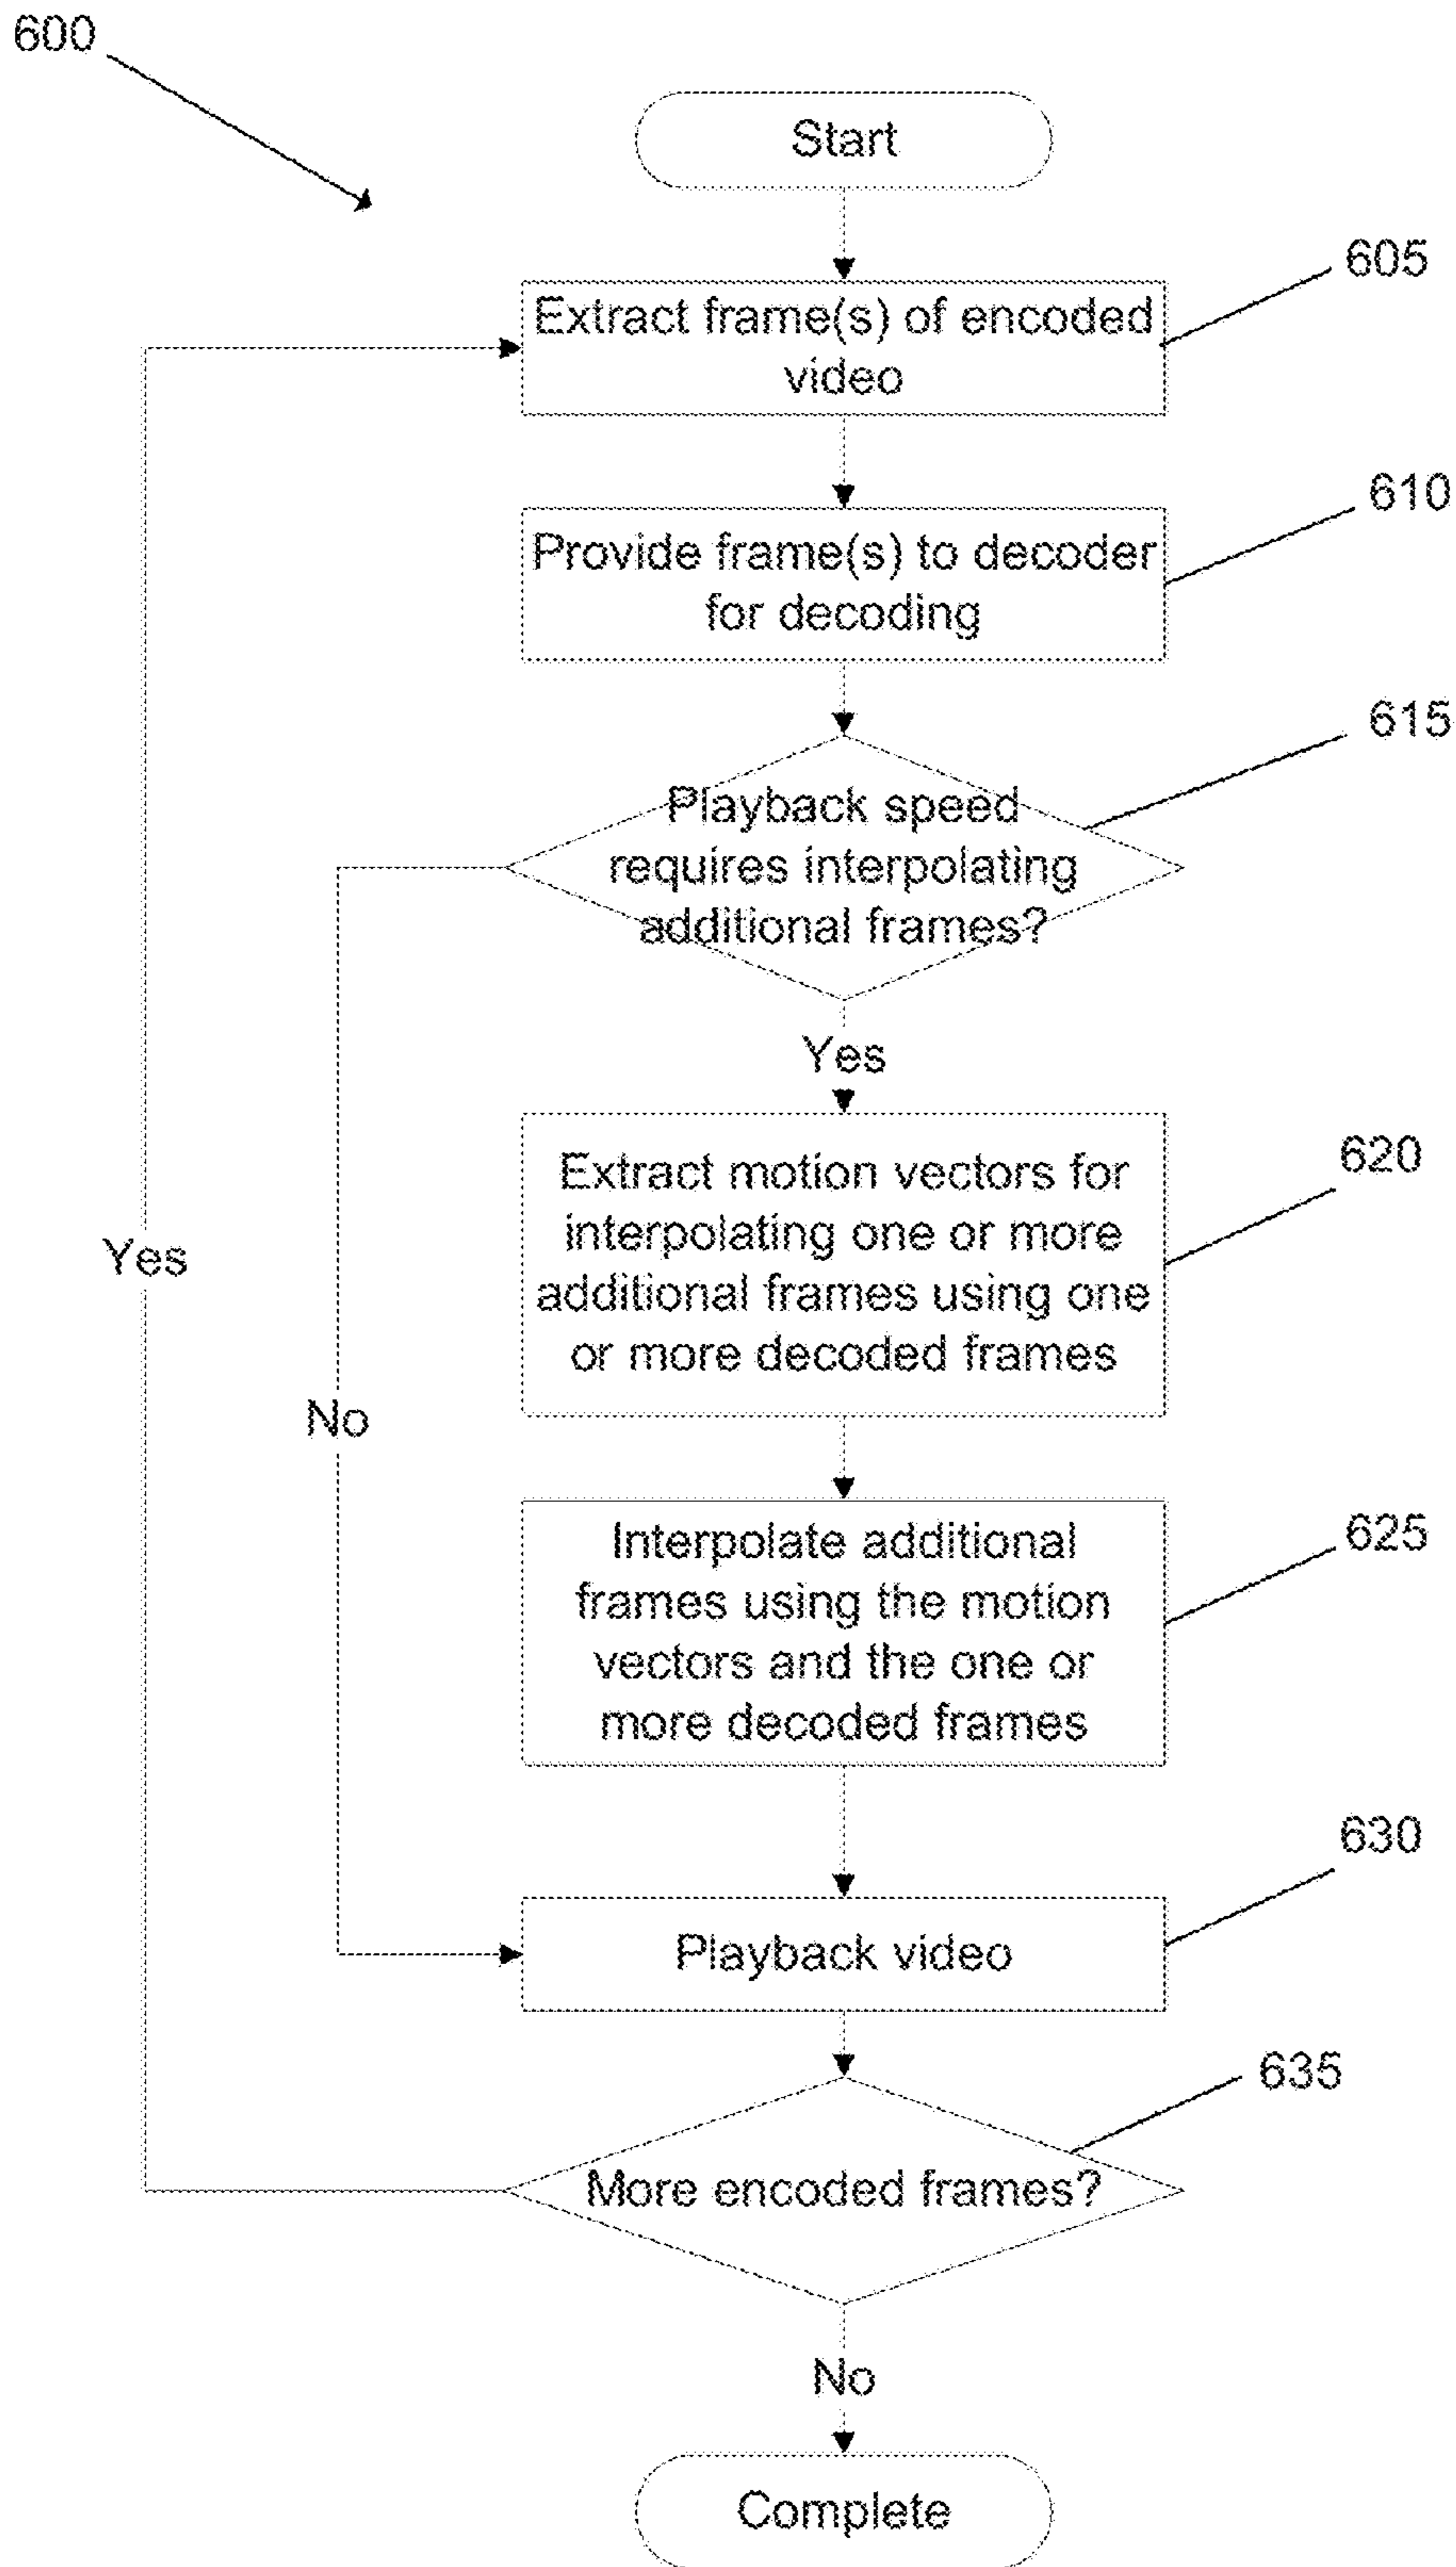 600
Start
605
Extract frame(s) of encoded
video
610
Provide frame(s) to decoder
for decoding
615
Playback speed
requires interpolating
additional frames?
Yes
620
Extract motion vectors for
interpolating one or more
additional frames using one
or more decoded frames
Yes
No
625
Interpolate additional
frames using the motion
vectors and the one or
more decoded frames
630
Playback video
635
More encoded frames?
No
Complete